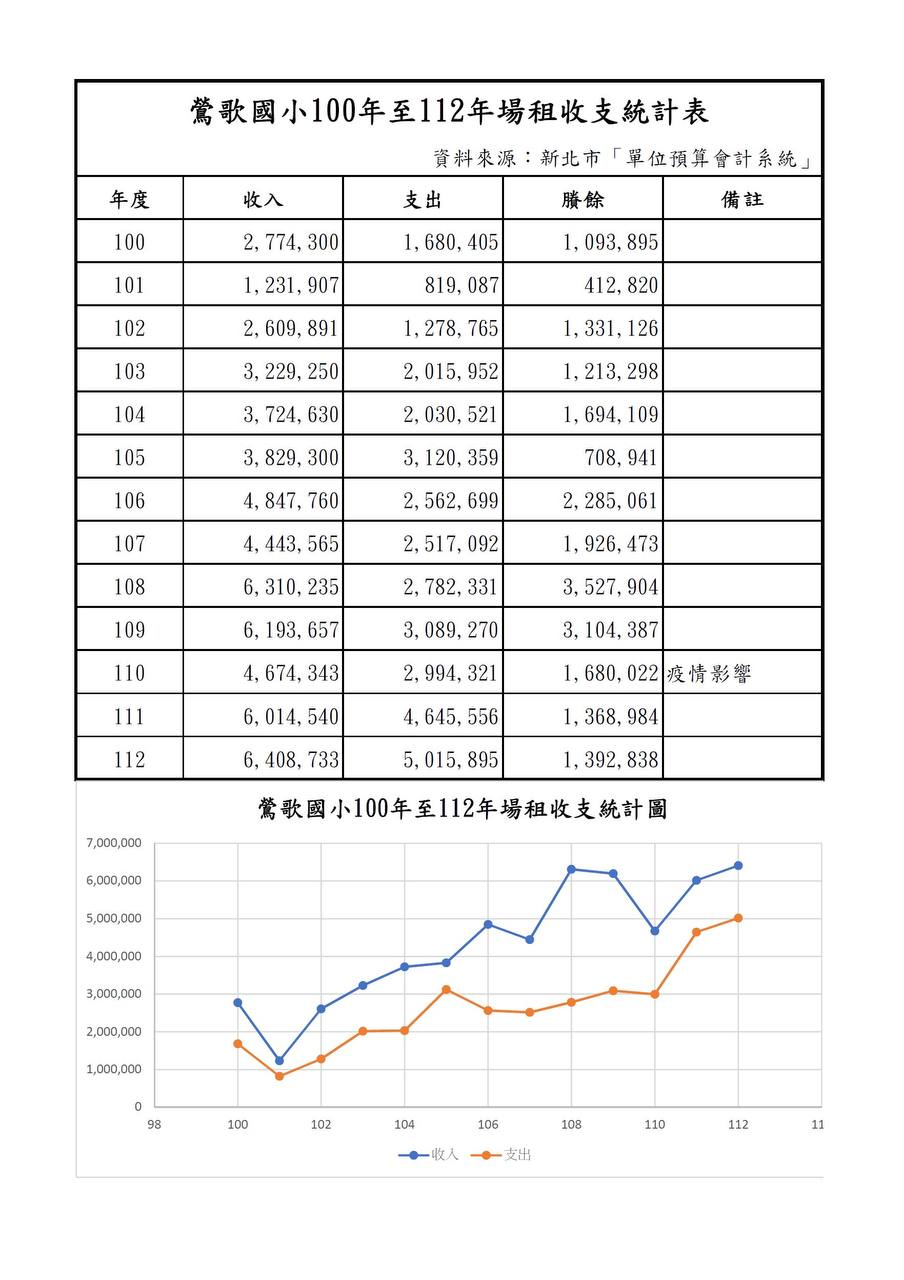 鶯歌國小100年至112年場租收支統計表
資料來源：新北市「單位預算會計系統」
年度 收入 支出 賸餘 備註
100 2,774,300 1,680,405 1,093,895
101 1,231,907 819,087 412,820
102 2,609,891 1,278,765 1,331,126
103 3,229,250 2,015,952 1,213,298
104 3,724,630 2,030,521 1,694,109
105 3,829,300 3,120,359 708,941
106 4,847,760 2,562,699 2,285,061
107 4,443,565 2,517,092 1,926,473
108 6,310,235 2,782,331 3,527,904
109 6,193,657 3,089,270 3,104,387
110 4,674,343 2,994,321 1,680,022 疫情影響
111 6,014,540 4,645,556 1,368,984
112 6,408,733 5,015,895 1,392,838
鶯歌國小100年至112年場租收支統計圖
7,000,000
6,000,000
5,000,000
4,000,000
3,000,000
2,000,000
1,000,000
0
98 100 102 104 106 108 110 112 11
收入 支出